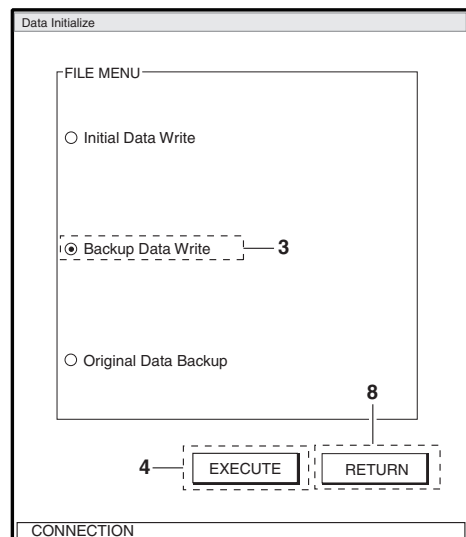 Data Initialize
FILE MENU
Initial Data Write
Backup Data Write 3
Original Data Backup
8
4 EXECUTE RETURN
CONNECTION